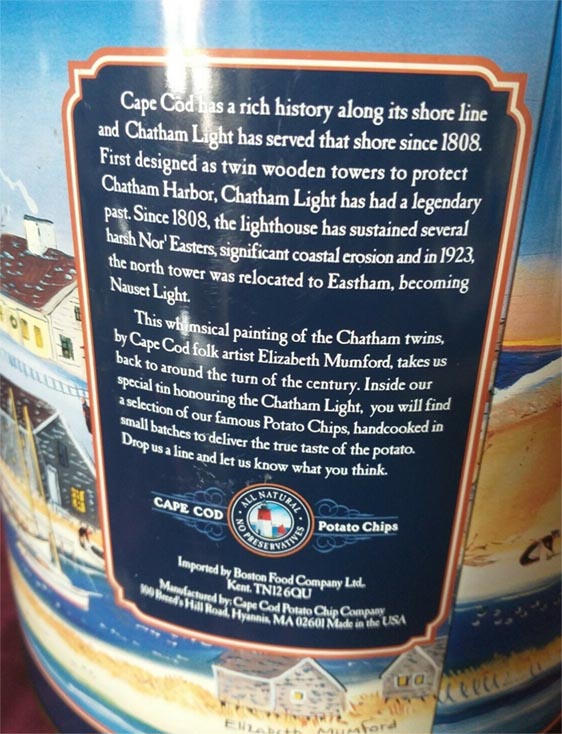 Cape Cod has a rich history along its shore line
and Chatham Light has served that shore since 1808.
First designed as twin wooden towers to protect
Chatham Harbor, Chatham Light has had a legendary
past. Since 1808, the lighthouse has sustained several
harsh Nor' Easters, significant coastal erosion and in 1923,
the north tower was relocated to Eastham, becoming
Nauset Light.
This whimsical painting of the Chatham twins,
by Cape Cod folk artist Elizabeth Mumford, takes us
back to around the turn of the century. Inside our
special tin honouring the Chatham Light, you will find
a selection of our famous Potato Chips, handcooked in
small batches to deliver the true taste of the potato.
Drop us a line and let us know what you think.
ALL NATURAL
CAPE COD Potato Chips
NO PRESERVATIVES
Imported by Boston Food Company Ltd,
Kent. TN12 6QU
Manufactured by: Cape Cod Potato Chip Company
100 Breed's Hill Road, Hyannis, MA 02601 Made in the USA
Elizabeth Mumford